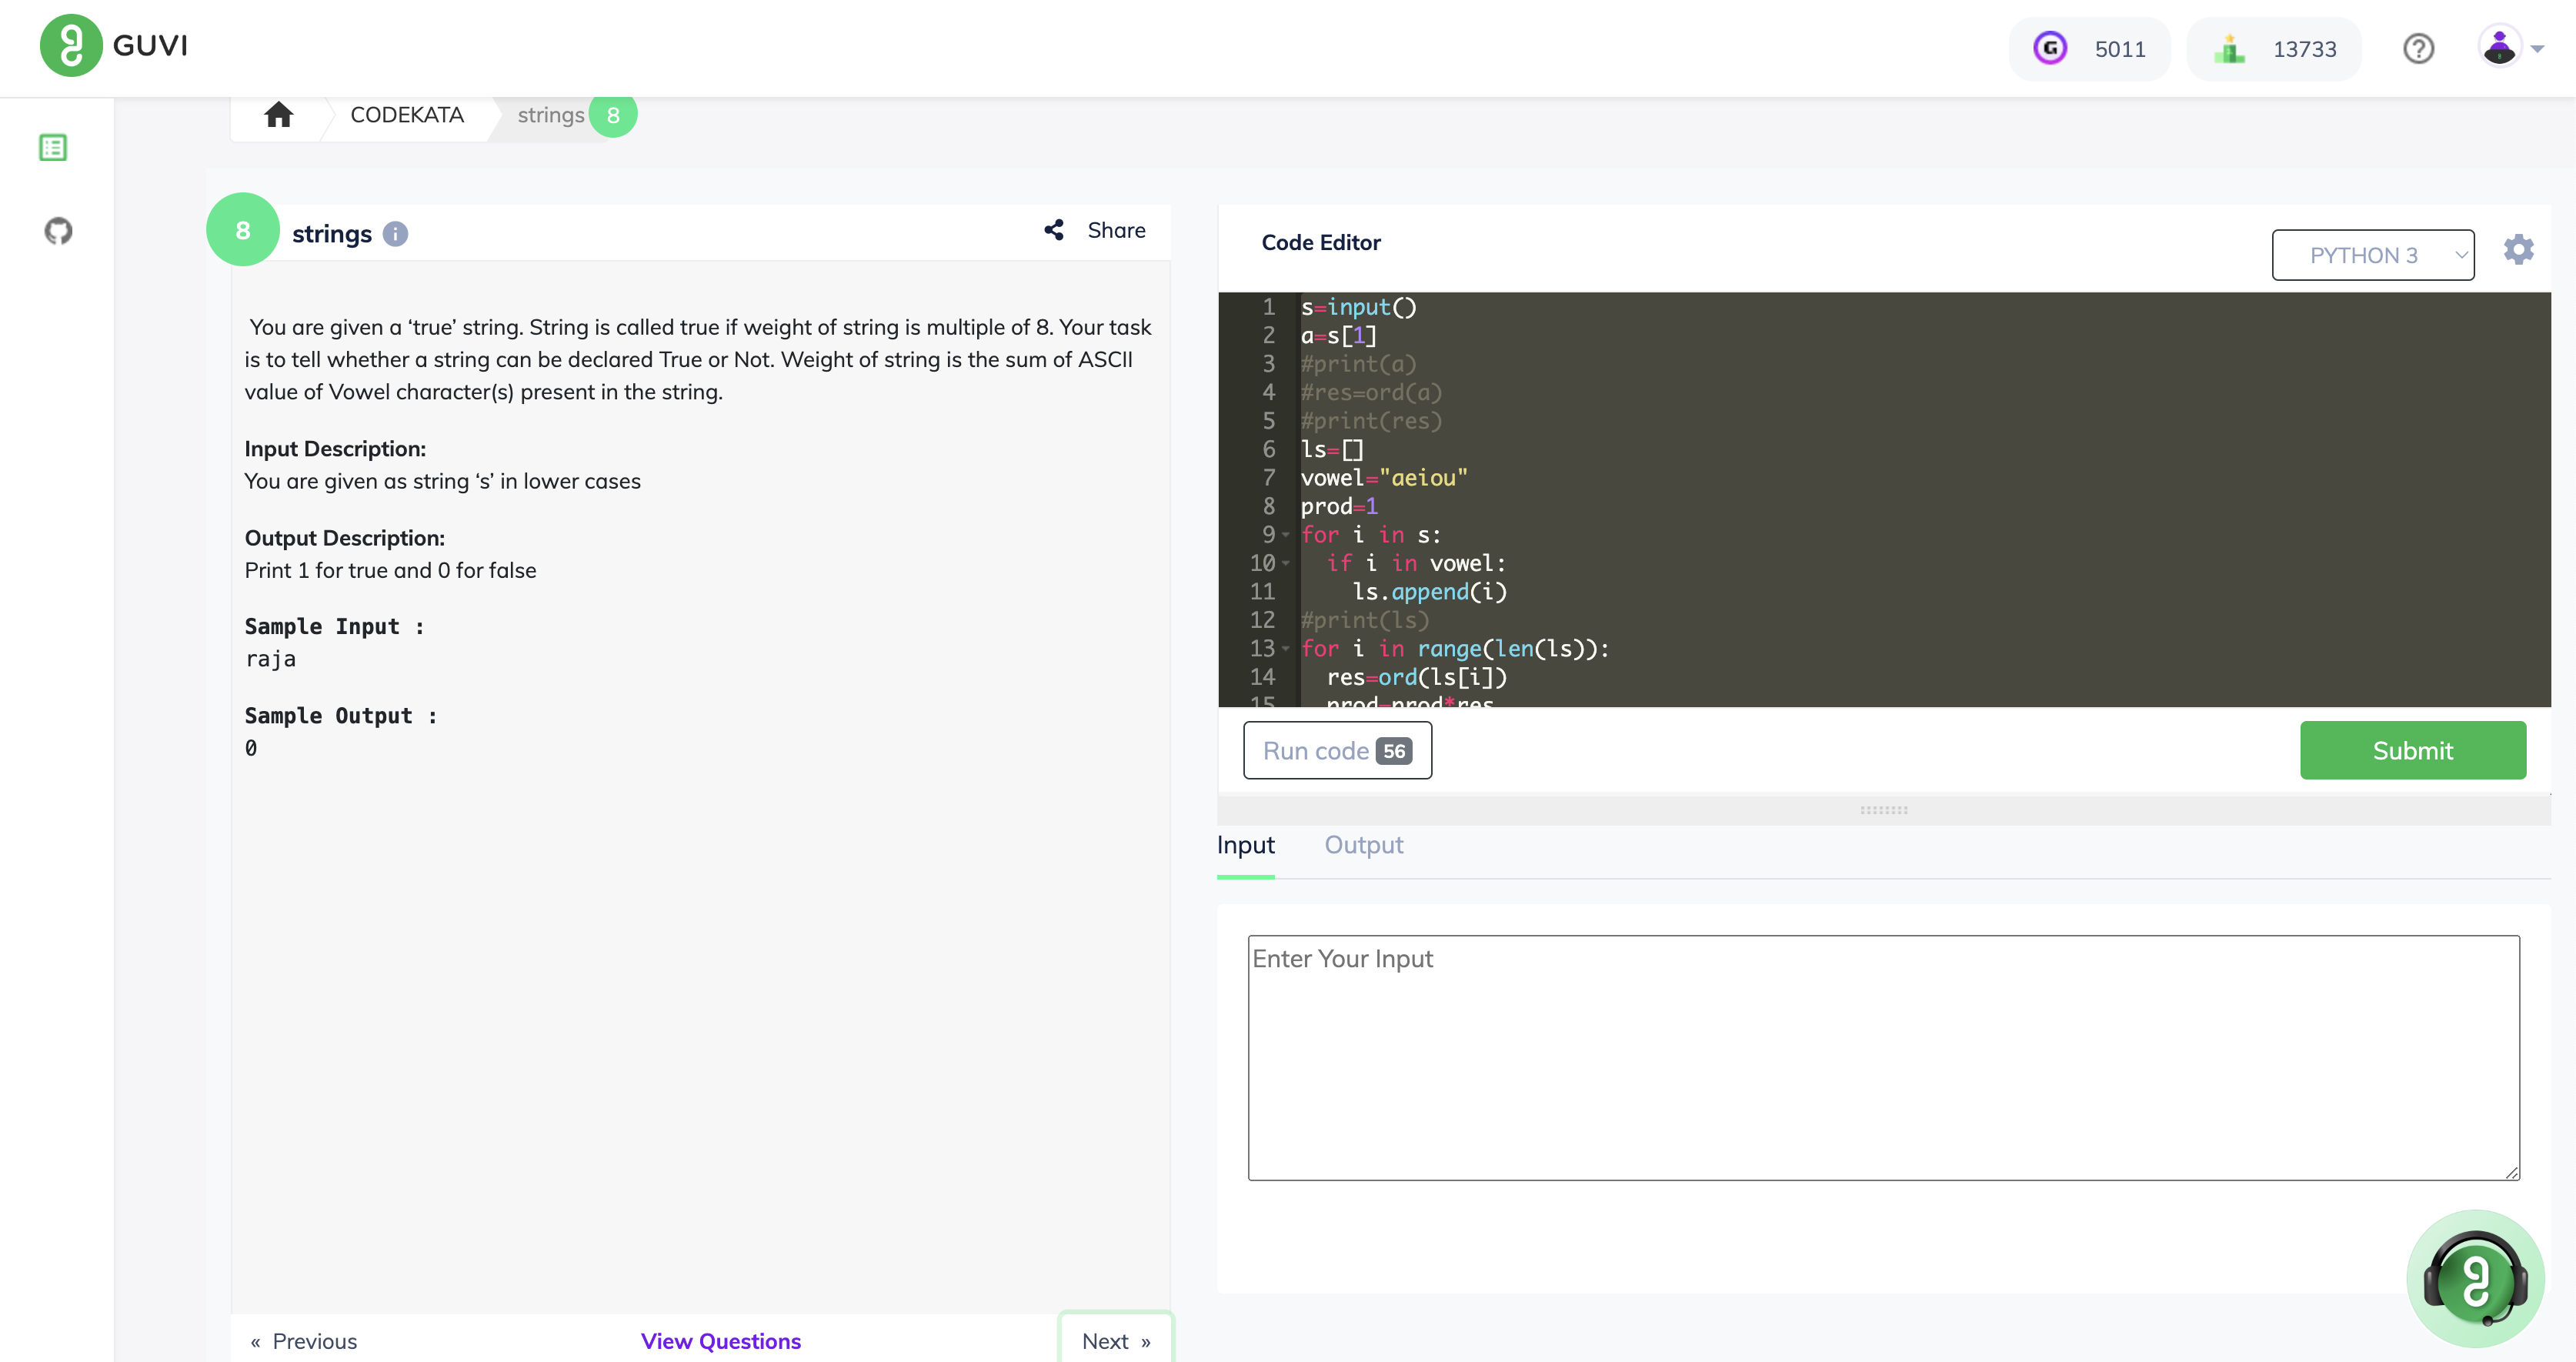 GUVI
5011
13733
CODEKATA
strings 8
8 strings
Share
You are given a ‘true’ string. String is called true if weight of string is multiple of 8. Your task
is to tell whether a string can be declared True or Not. Weight of string is the sum of ASCII
value of Vowel character(s) present in the string.
Input Description:
You are given as string ‘s’ in lower cases
Output Description:
Print 1 for true and 0 for false
Sample Input :
raja
Sample Output :
0
« Previous
View Questions
Next »
Code Editor
PYTHON 3
1 s=input()
2 a=s[1]
3 #print(a)
4 #res=ord(a)
5 #print(res)
6 ls=[]
7 vowel="aeiou"
8 prod=1
9 for i in s:
10   if i in vowel:
11     ls.append(i)
12 #print(ls)
13 for i in range(len(ls)):
14   res=ord(ls[i])
15   prod=prod*res
Run code 56
Submit
Input
Output
Enter Your Input